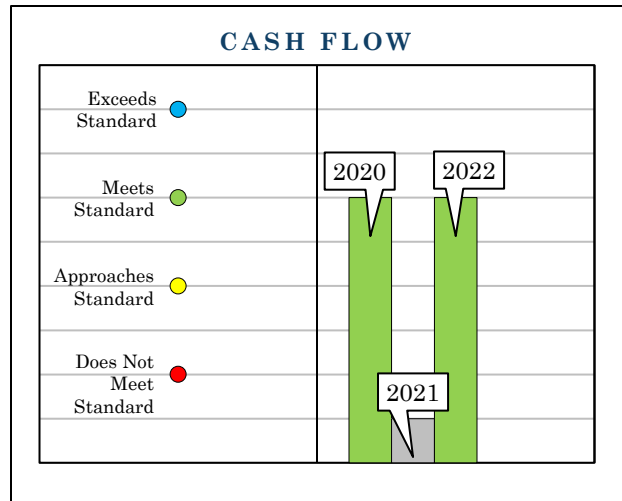 CASH FLOW
Exceeds
Standard
Meets
Standard
Approaches
Standard
Does Not
Meet
Standard
2020
2022
2021